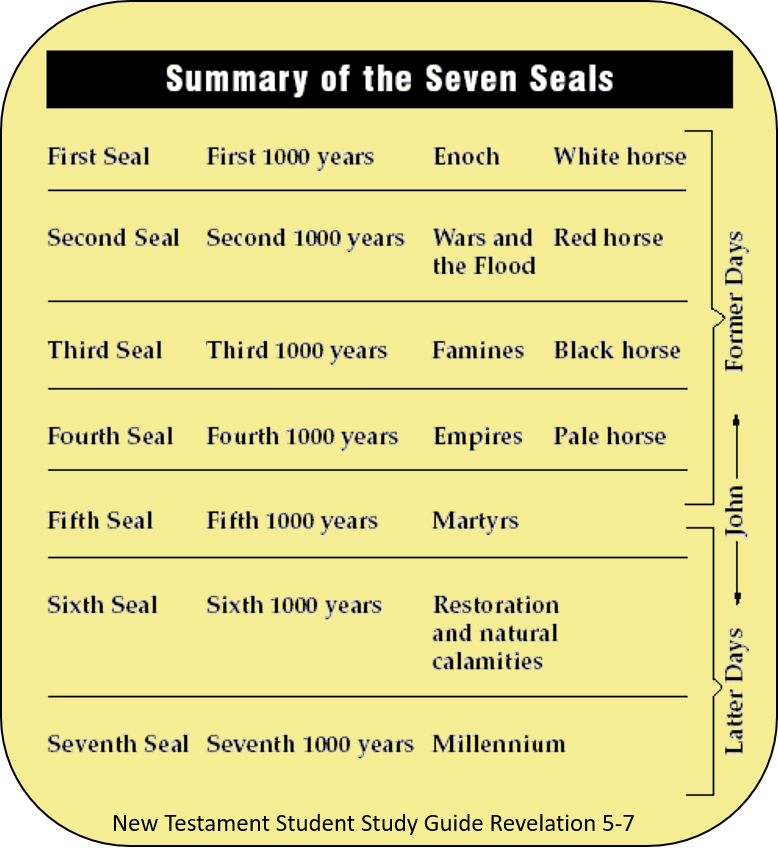 Summary of the Seven Seals
First Seal First 1000 years Enoch White horse
Second Seal Second 1000 years Wars and Red horse
the Flood
Third Seal Third 1000 years Famines Black horse
Fourth Seal Fourth 1000 years Empires Pale horse
Fifth Seal Fifth 1000 years Martyrs
Sixth Seal Sixth 1000 years Restoration
and natural
calamities
Seventh Seal Seventh 1000 years Millennium
Former Days
John
Latter Days
New Testament Student Study Guide Revelation 5-7